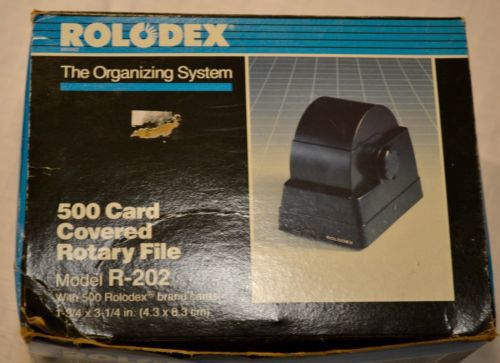 ROLODEX
The Organizing System
500 Card
Covered
Rotary File
Model R-202
With 500 Rolodex® brand cards
1-3/4 x 3-1/4 in. (4.3 x 8.3 cm)
ROLODEX
ROLODEX